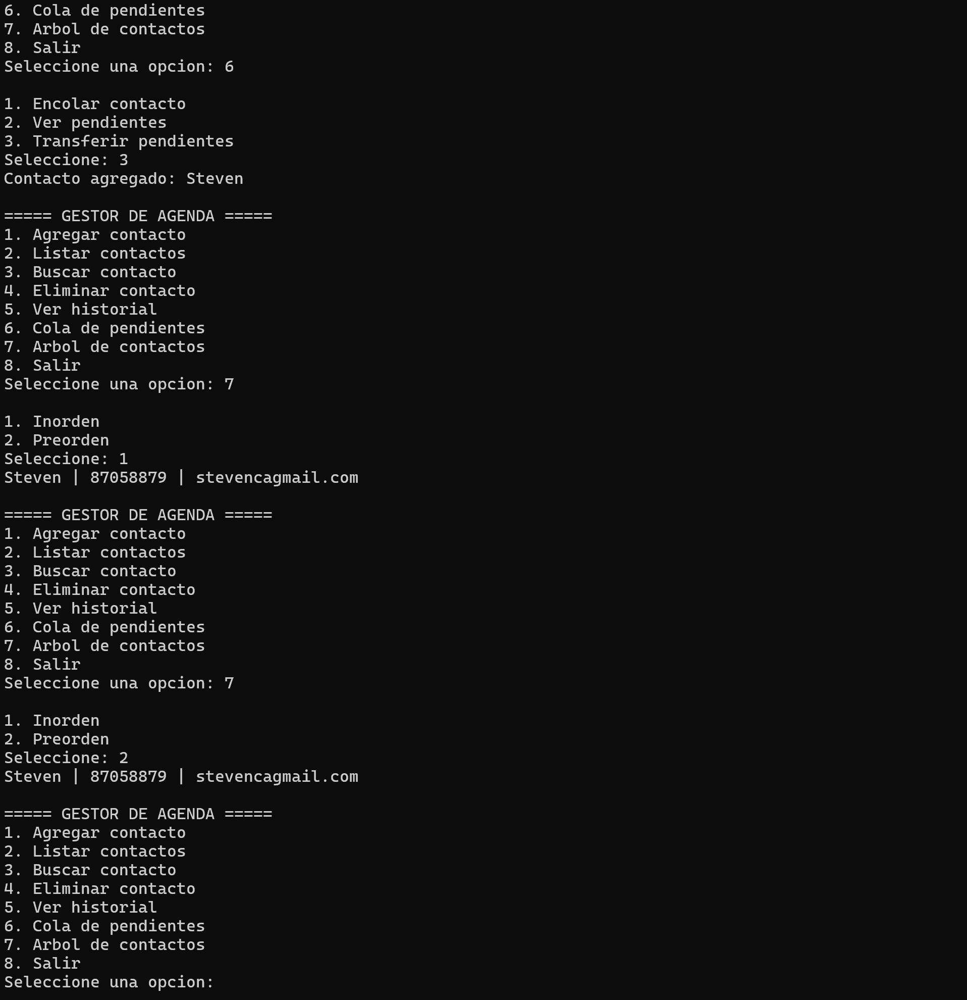 6. Cola de pendientes
7. Arbol de contactos
8. Salir
Seleccione una opcion: 6
1. Encolar contacto
2. Ver pendientes
3. Transferir pendientes
Seleccione: 3
Contacto agregado: Steven
===== GESTOR DE AGENDA =====
1. Agregar contacto
2. Listar contactos
3. Buscar contacto
4. Eliminar contacto
5. Ver historial
6. Cola de pendientes
7. Arbol de contactos
8. Salir
Seleccione una opcion: 7
1. Inorden
2. Preorden
Seleccione: 1
Steven | 87058879 | stevencagmail.com
===== GESTOR DE AGENDA =====
1. Agregar contacto
2. Listar contactos
3. Buscar contacto
4. Eliminar contacto
5. Ver historial
6. Cola de pendientes
7. Arbol de contactos
8. Salir
Seleccione una opcion: 7
1. Inorden
2. Preorden
Seleccione: 2
Steven | 87058879 | stevencagmail.com
===== GESTOR DE AGENDA =====
1. Agregar contacto
2. Listar contactos
3. Buscar contacto
4. Eliminar contacto
5. Ver historial
6. Cola de pendientes
7. Arbol de contactos
8. Salir
Seleccione una opcion: